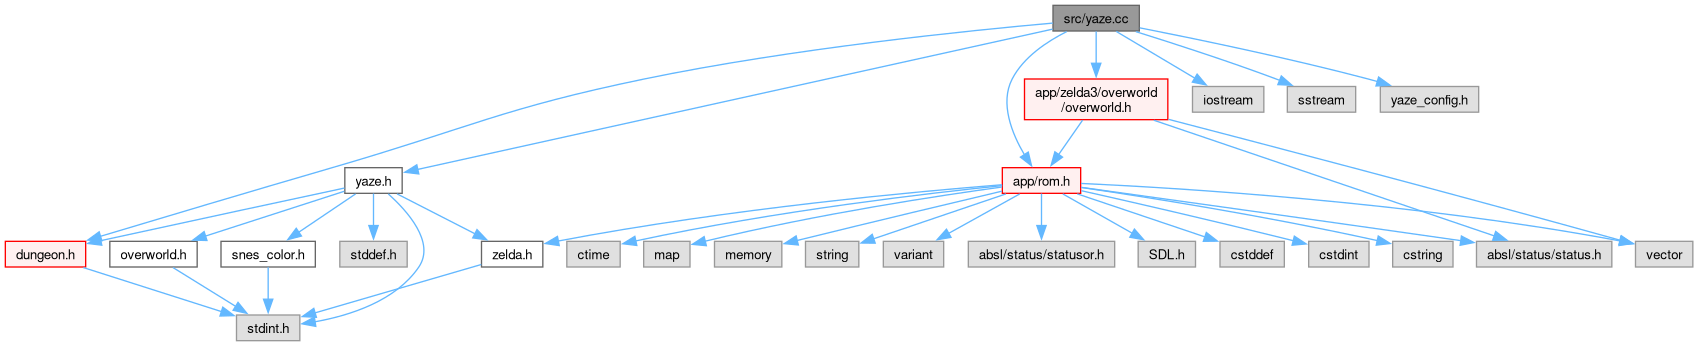 src/yaze.cc
app/zelda3/overworld
/overworld.h
iostream
sstream
yaze_config.h
yaze.h
app/rom.h
dungeon.h
overworld.h
snes_color.h
stddef.h
zelda.h
ctime
map
memory
string
variant
absl/status/statusor.h
SDL.h
cstddef
cstdint
cstring
absl/status/status.h
vector
stdint.h